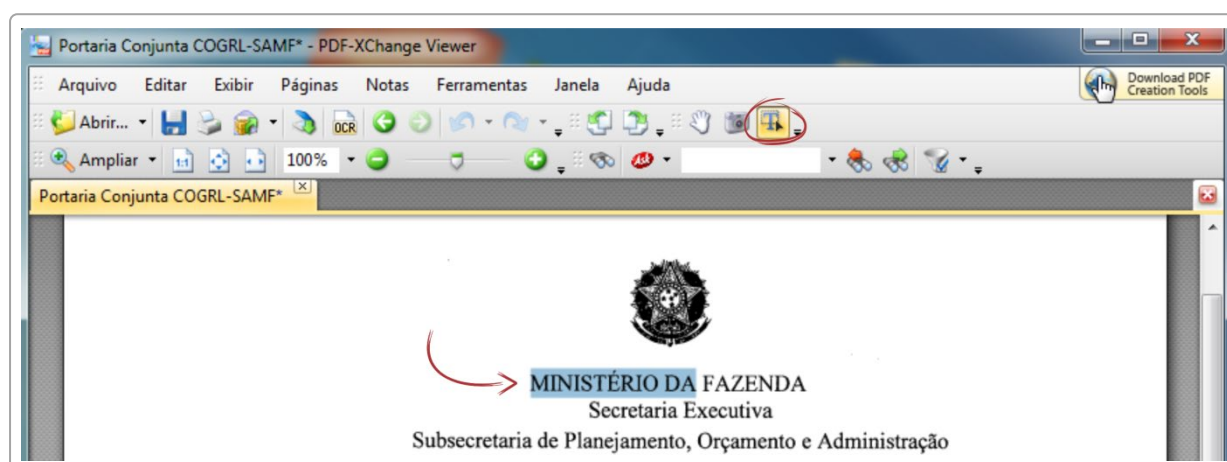 Portaria Conjunta COGRL-SAMF* - PDF-XChange Viewer
Arquivo Editar Exibir Páginas Notas Ferramentas Janela Ajuda
Download PDF
Creation Tools
Abrir... OCR
Ampliar 1:1 100% Ask
Portaria Conjunta COGRL-SAMF*
MINISTÉRIO DA FAZENDA
Secretaria Executiva
Subsecretaria de Planejamento, Orçamento e Administração